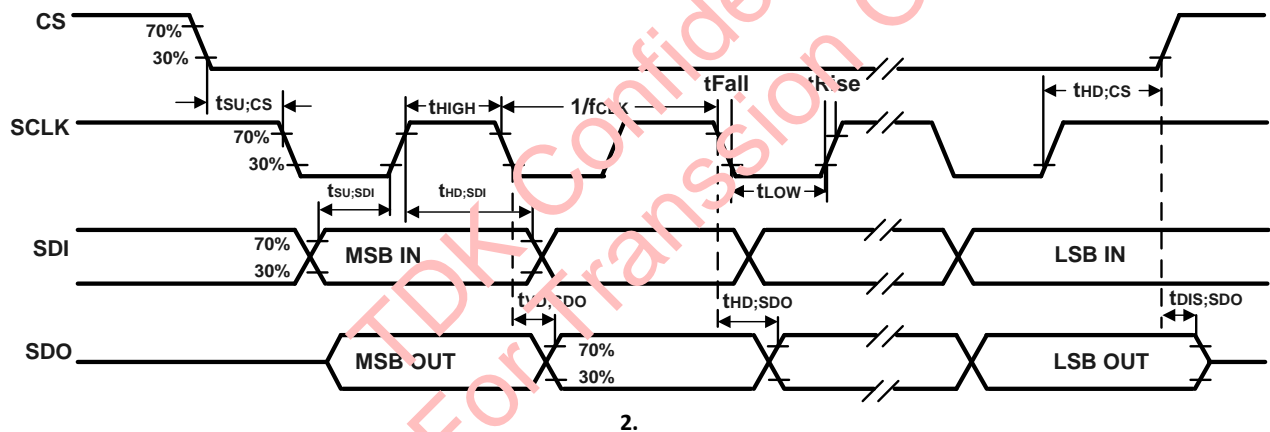 CS
70%
30%
tSU;CS
tHIGH
1/fCLK
tFall
tRise
tHD;CS
SCLK
70%
30%
tSU;SDI
tHD;SDI
tLOW
SDI
70%
30%
MSB IN
LSB IN
tVD;SDO
tHD;SDO
tDIS;SDO
SDO
MSB OUT
70%
30%
LSB OUT
2.
TDK Confide
For Transsion C